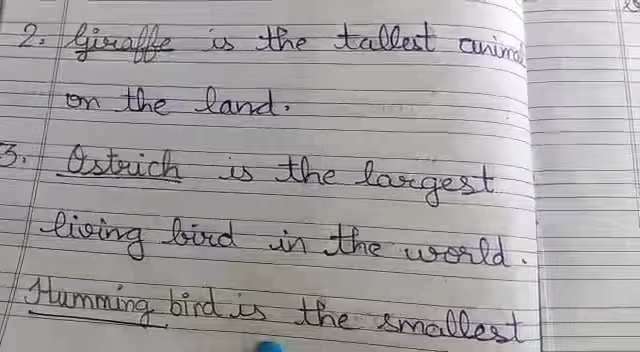 2. Giraffe is the tallest animal
on the land.
3. Ostrich is the largest
living bird in the world.
Humming bird is the smallest